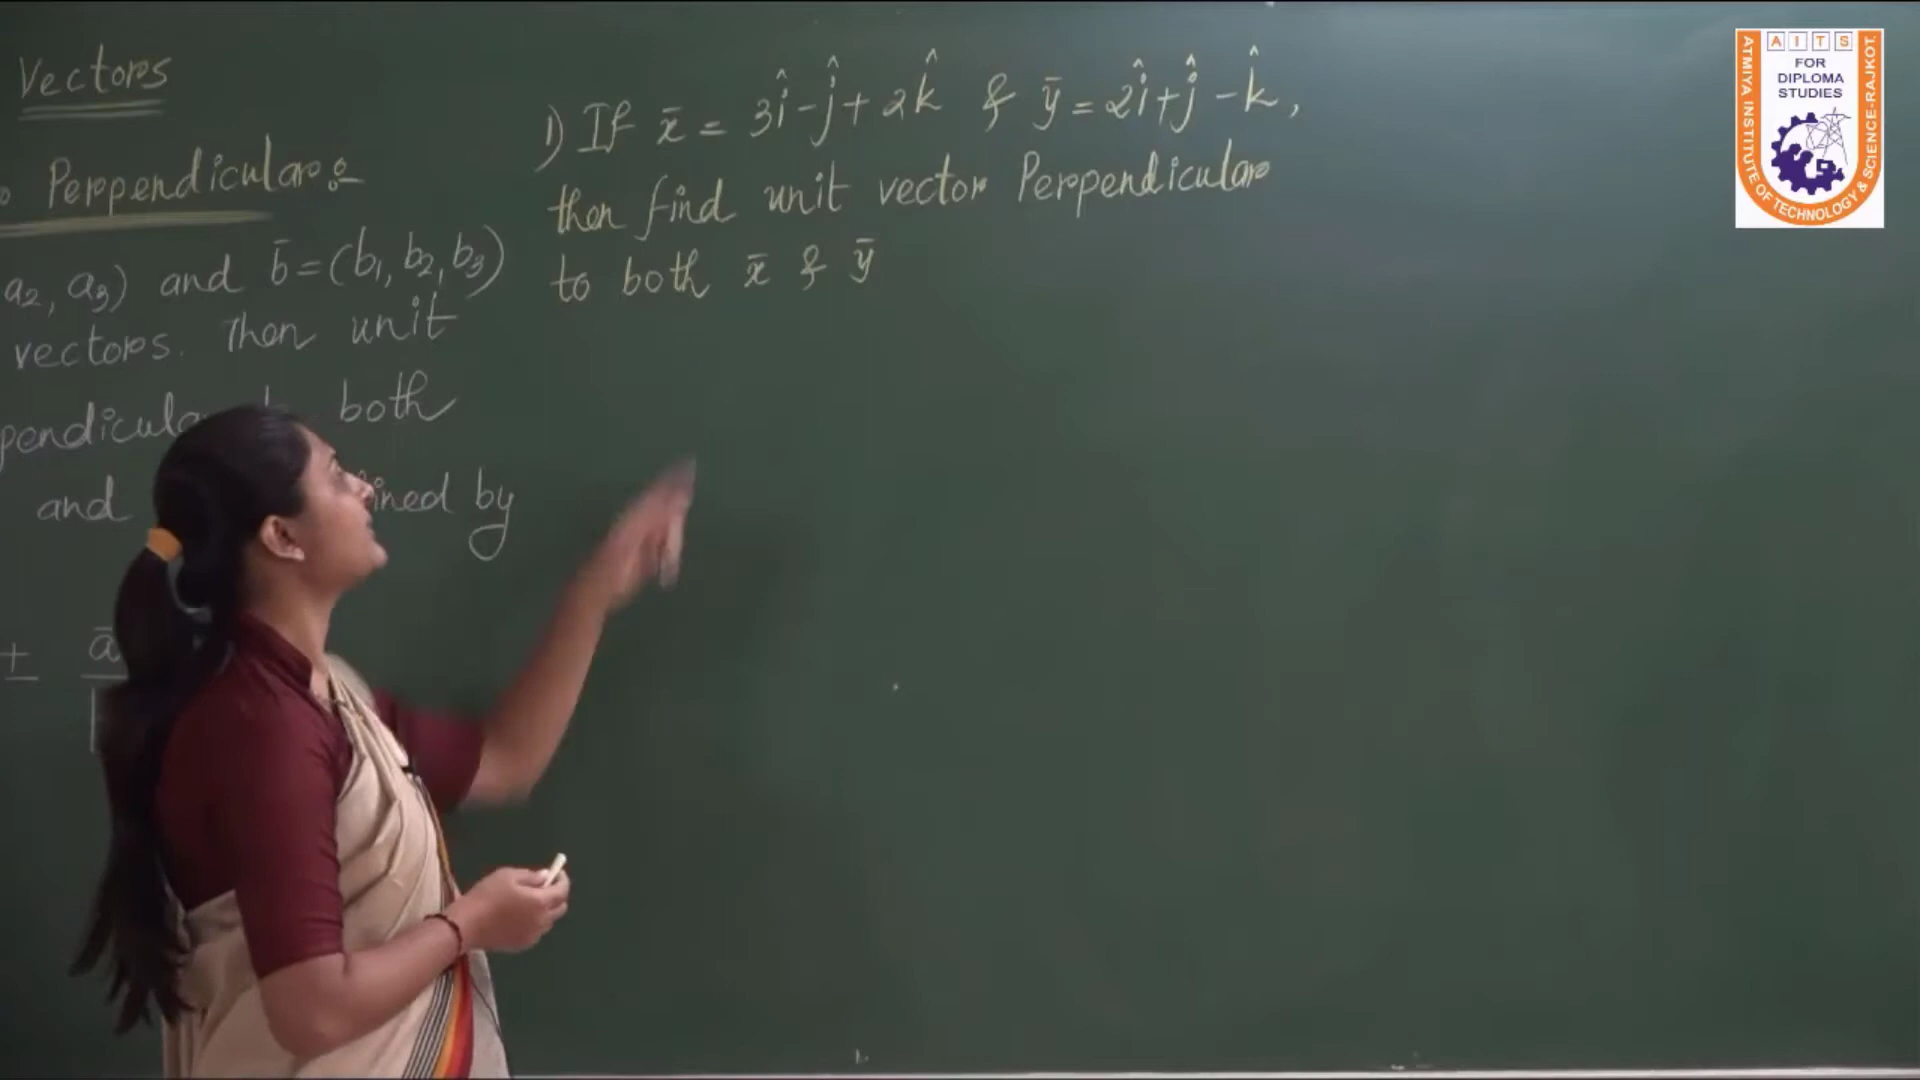 Vectors
Perpendicular:-
a2, a3) and b̄ = (b1, b2, b3)
vectors. Then unit
both
and
by
± ā
1) If x̄ = 3î - ĵ + 2k̂ & ȳ = 2î + ĵ - k̂,
then find unit vector Perpendicular
to both x̄ & ȳ
AITS
FOR
DIPLOMA
STUDIES
ATMIYA INSTITUTE OF TECHNOLOGY & SCIENCE-RAJKOT.